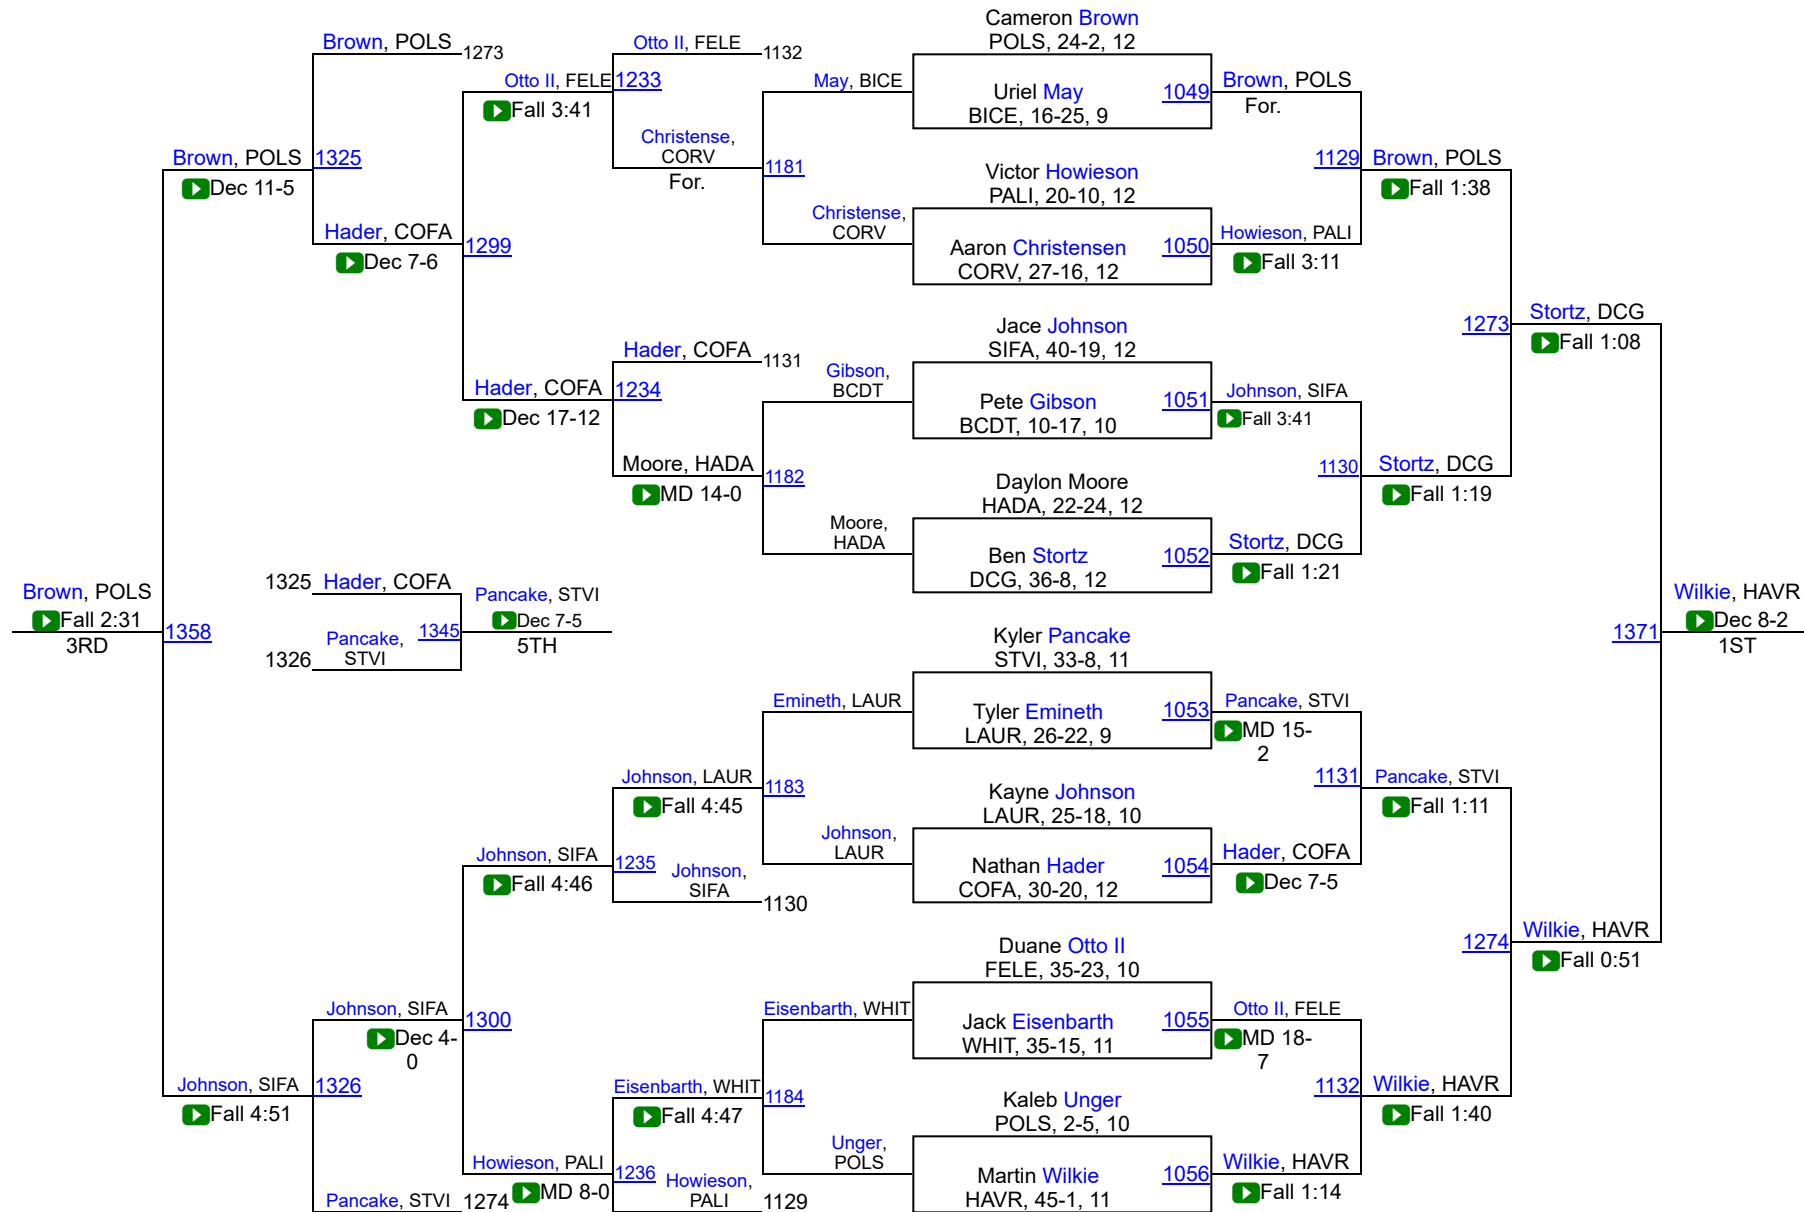 Cameron Brown
POLS, 24-2, 12
Brown, POLS
1273
Otto II, FELE
1132
Otto II, FELE
1233
May, BICE
Uriel May
1049
BICE, 16-25, 9
Brown, POLS
For.
Fall 3:41
Christense,
CORV
For.
1181
Brown, POLS
1325
Dec 11-5
Victor Howieson
PALI, 20-10, 12
1129
Brown, POLS
Fall 1:38
Christense,
CORV
Hader, COFA
1299
Dec 7-6
Aaron Christensen
1050
CORV, 27-16, 12
Howieson, PALI
Fall 3:11
Jace Johnson
SIFA, 40-19, 12
1273
Stortz, DCG
Fall 1:08
Hader, COFA
1131
Gibson,
BCDT
Hader, COFA
1234
Dec 17-12
Pete Gibson
1051
BCDT, 10-17, 10
Johnson, SIFA
Fall 3:41
Moore, HADA
1182
MD 14-0
Daylon Moore
HADA, 22-24, 12
1130
Stortz, DCG
Fall 1:19
Moore,
HADA
Ben Stortz
1052
DCG, 36-8, 12
Stortz, DCG
Fall 1:21
Brown, POLS
Fall 2:31
3RD
1358
1325
Hader, COFA
1326
Pancake,
STVI
1345
Pancake, STVI
Dec 7-5
5TH
Kyler Pancake
STVI, 33-8, 11
1371
Wilkie, HAVR
Dec 8-2
1ST
Emineth, LAUR
Tyler Emineth
1053
LAUR, 26-22, 9
Pancake, STVI
MD 15-
2
Johnson, LAUR
1183
Fall 4:45
Kayne Johnson
LAUR, 25-18, 10
1131
Pancake, STVI
Fall 1:11
Johnson,
LAUR
Johnson, SIFA
1235
Fall 4:46
Johnson,
SIFA
1130
Nathan Hader
1054
COFA, 30-20, 12
Hader, COFA
Dec 7-5
Duane Otto II
FELE, 35-23, 10
1274
Wilkie, HAVR
Fall 0:51
Johnson, SIFA
1300
Dec 4-
0
Eisenbarth, WHIT
Jack Eisenbarth
1055
WHIT, 35-15, 11
Otto II, FELE
MD 18-
7
Johnson, SIFA
1326
Fall 4:51
Eisenbarth, WHIT
1184
Fall 4:47
Kaleb Unger
POLS, 2-5, 10
1132
Wilkie, HAVR
Fall 1:40
Unger,
POLS
Howieson, PALI
1236
MD 8-0
Howieson,
PALI
1129
Martin Wilkie
1056
HAVR, 45-1, 11
Wilkie, HAVR
Fall 1:14
Pancake, STVI
1274